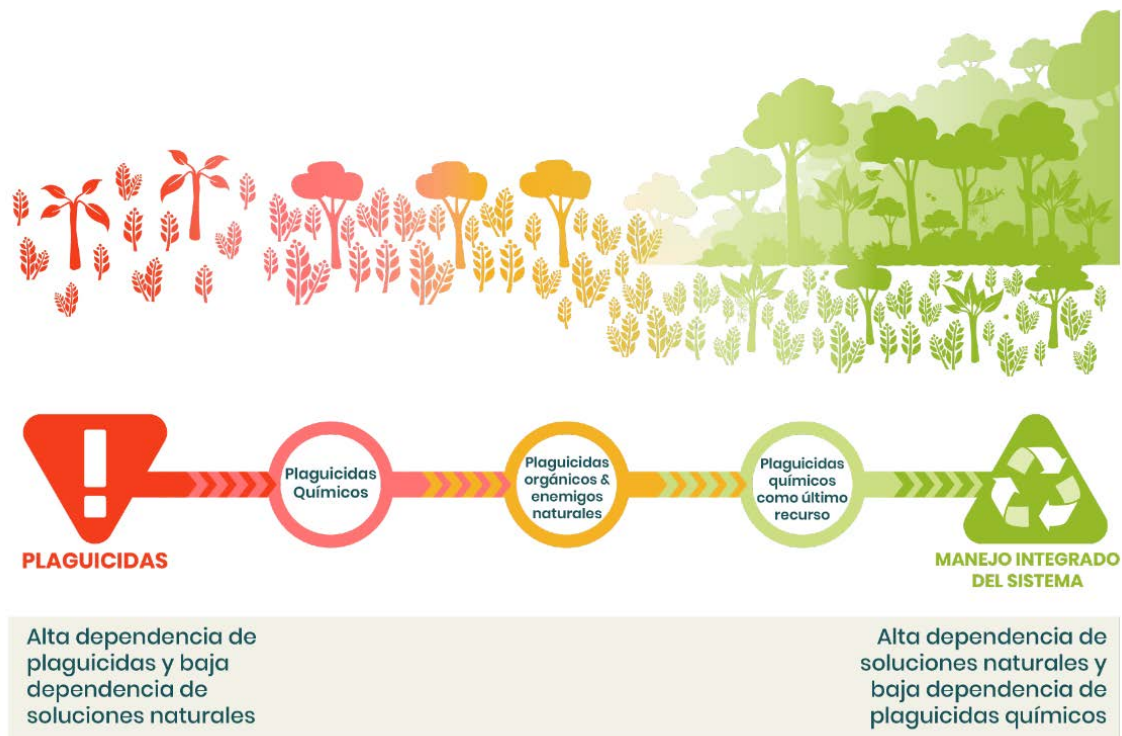 Plaguicidas
Químicos
Plaguicidas
orgánicos &
enemigos
naturales
Plaguicidas
químicos
como último
recurso
PLAGUICIDAS
MANEJO INTEGRADO
DEL SISTEMA
Alta dependencia de
plaguicidas y baja
dependencia de
soluciones naturales
Alta dependencia de
soluciones naturales y
baja dependencia de
plaguicidas químicos